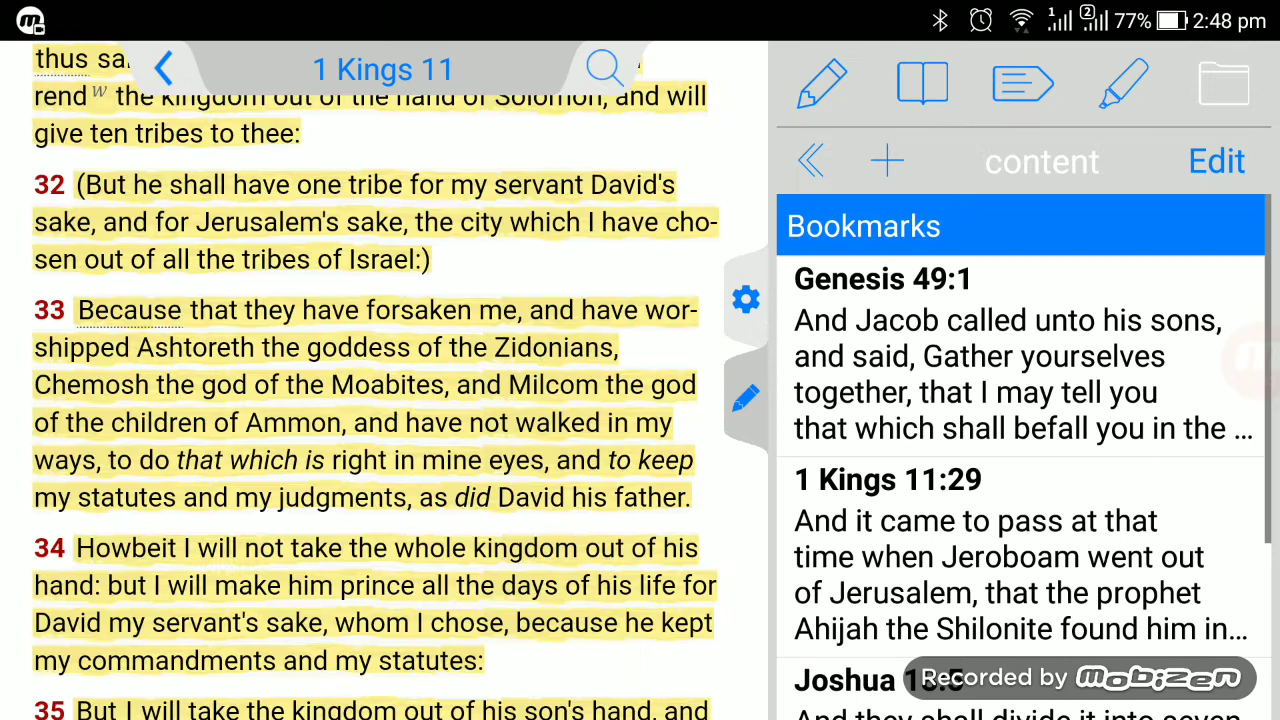 1 2 77% 2:48 pm
thus sa
1 Kings 11
rend w the kingdom out of the hand of Solomon, and will
give ten tribes to thee:
32 (But he shall have one tribe for my servant David's
sake, and for Jerusalem's sake, the city which I have cho-
sen out of all the tribes of Israel:)
33 Because that they have forsaken me, and have wor-
shipped Ashtoreth the goddess of the Zidonians,
Chemosh the god of the Moabites, and Milcom the god
of the children of Ammon, and have not walked in my
ways, to do that which is right in mine eyes, and to keep
my statutes and my judgments, as did David his father.
34 Howbeit I will not take the whole kingdom out of his
hand: but I will make him prince all the days of his life for
David my servant's sake, whom I chose, because he kept
my commandments and my statutes:
35 But I will take the kingdom out of his son's hand, and
content Edit
Bookmarks
Genesis 49:1
And Jacob called unto his sons,
and said, Gather yourselves
together, that I may tell you
that which shall befall you in the ...
1 Kings 11:29
And it came to pass at that
time when Jeroboam went out
of Jerusalem, that the prophet
Ahijah the Shilonite found him in...
Joshua
Recorded by mobizen
And they shall divide it into seven